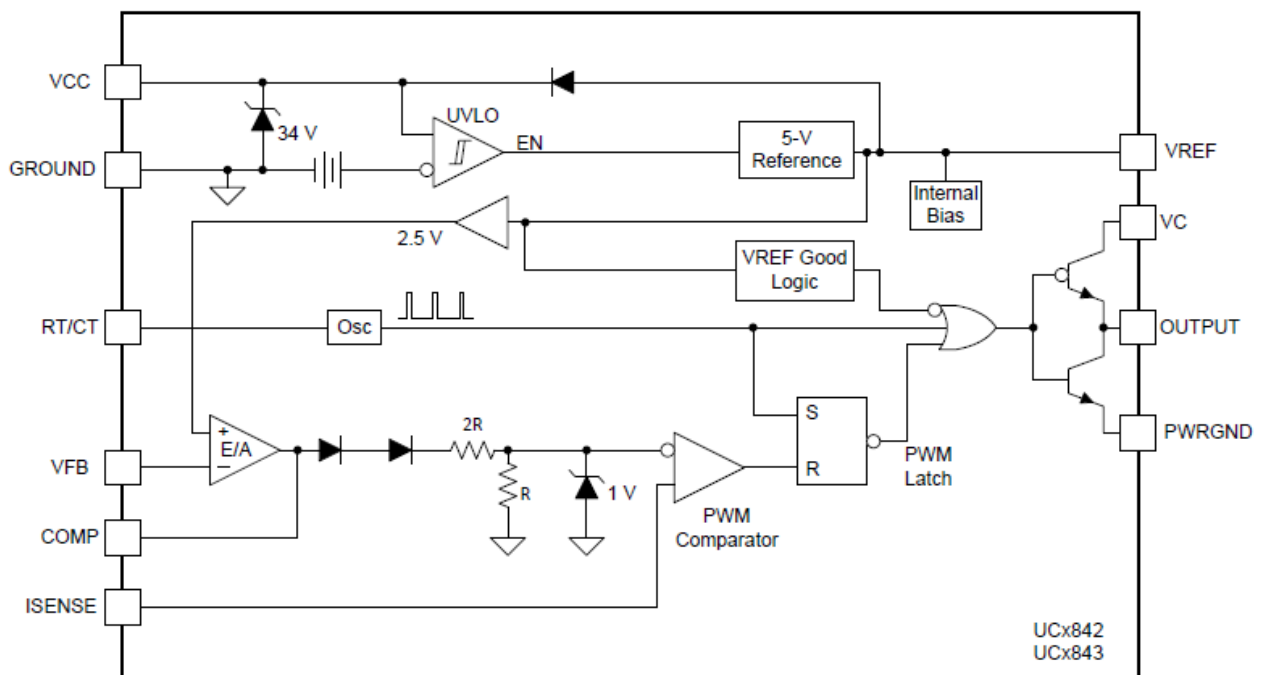 VCC
UVLO
34 V
EN
5-V
Reference
VREF
GROUND
Internal
Bias
2.5 V
VREF Good
Logic
VC
RT/CT
Osc
OUTPUT
S
2R
+
E/A
−
PWRGND
VFB
R
R
1 V
PWM
Latch
COMP
PWM
Comparator
ISENSE
UCx842
UCx843